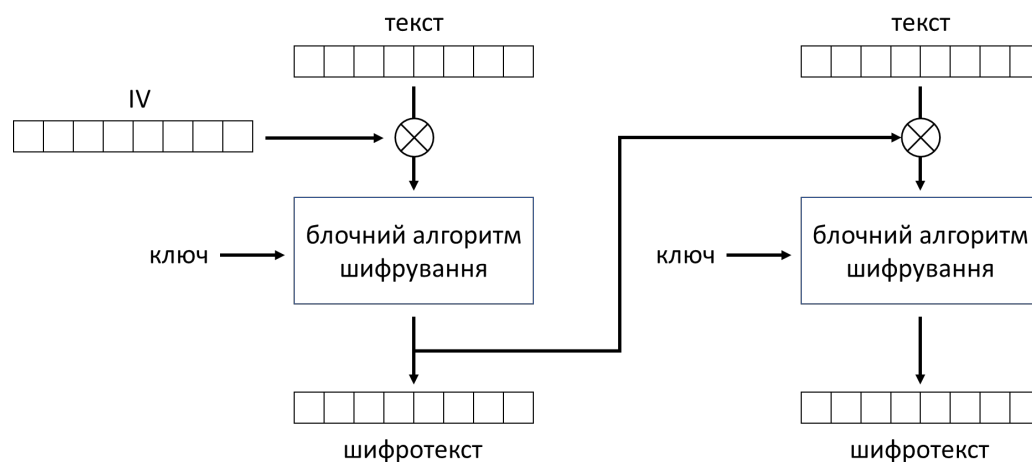 текст
текст
IV
ключ
блочний алгоритм
шифрування
ключ
блочний алгоритм
шифрування
шифротекст
шифротекст